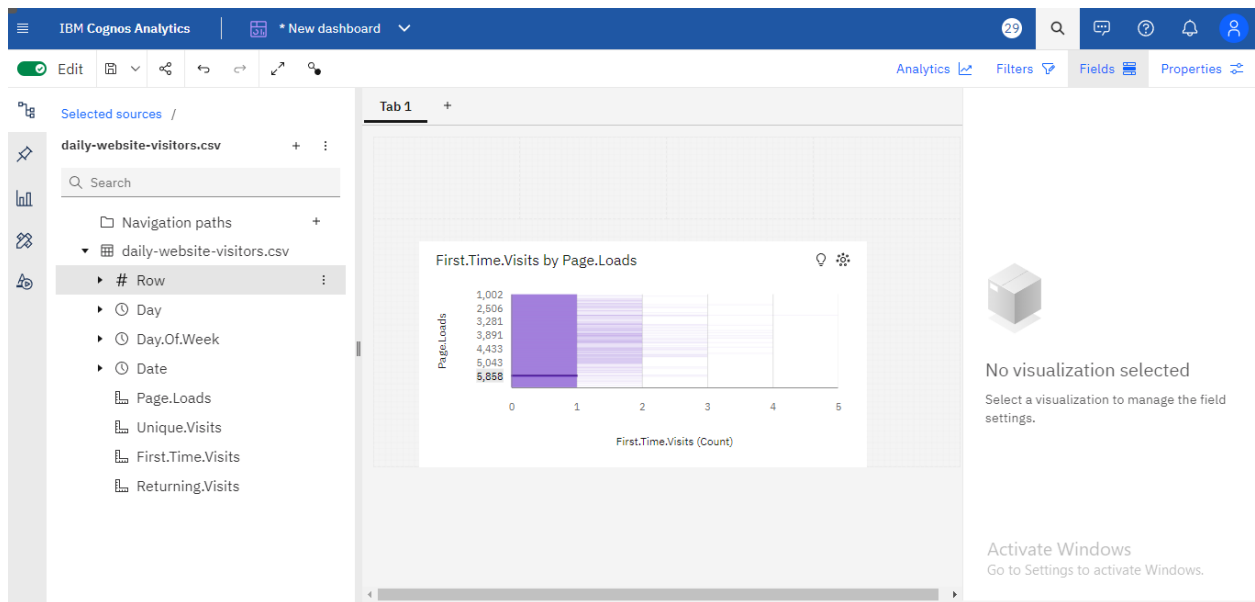 IBM Cognos Analytics
* New dashboard
29
Edit
Analytics
Filters
Fields
Properties
Selected sources /
daily-website-visitors.csv
Search
Navigation paths
daily-website-visitors.csv
# Row
Day
Day.Of.Week
Date
Page.Loads
Unique.Visits
First.Time.Visits
Returning.Visits
Tab 1
First.Time.Visits by Page.Loads
Page.Loads
1,002
2,506
3,281
3,891
4,433
5,043
5,858
0 1 2 3 4 5
First.Time.Visits (Count)
No visualization selected
Select a visualization to manage the field
settings.
Activate Windows
Go to Settings to activate Windows.